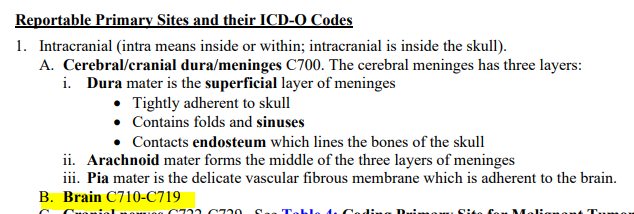 Reportable Primary Sites and their ICD-O Codes
1. Intracranial (intra means inside or within; intracranial is inside the skull).
A. Cerebral/cranial dura/meninges C700. The cerebral meninges has three layers:
i. Dura mater is the superficial layer of meninges
• Tightly adherent to skull
• Contains folds and sinuses
• Contacts endosteum which lines the bones of the skull
ii. Arachnoid mater forms the middle of the three layers of meninges
iii. Pia mater is the delicate vascular fibrous membrane which is adherent to the brain.
B. Brain C710-C719
C. Cranial nerves C722 C729 See Table 4: Coding Primary Site for Malignant Tumor